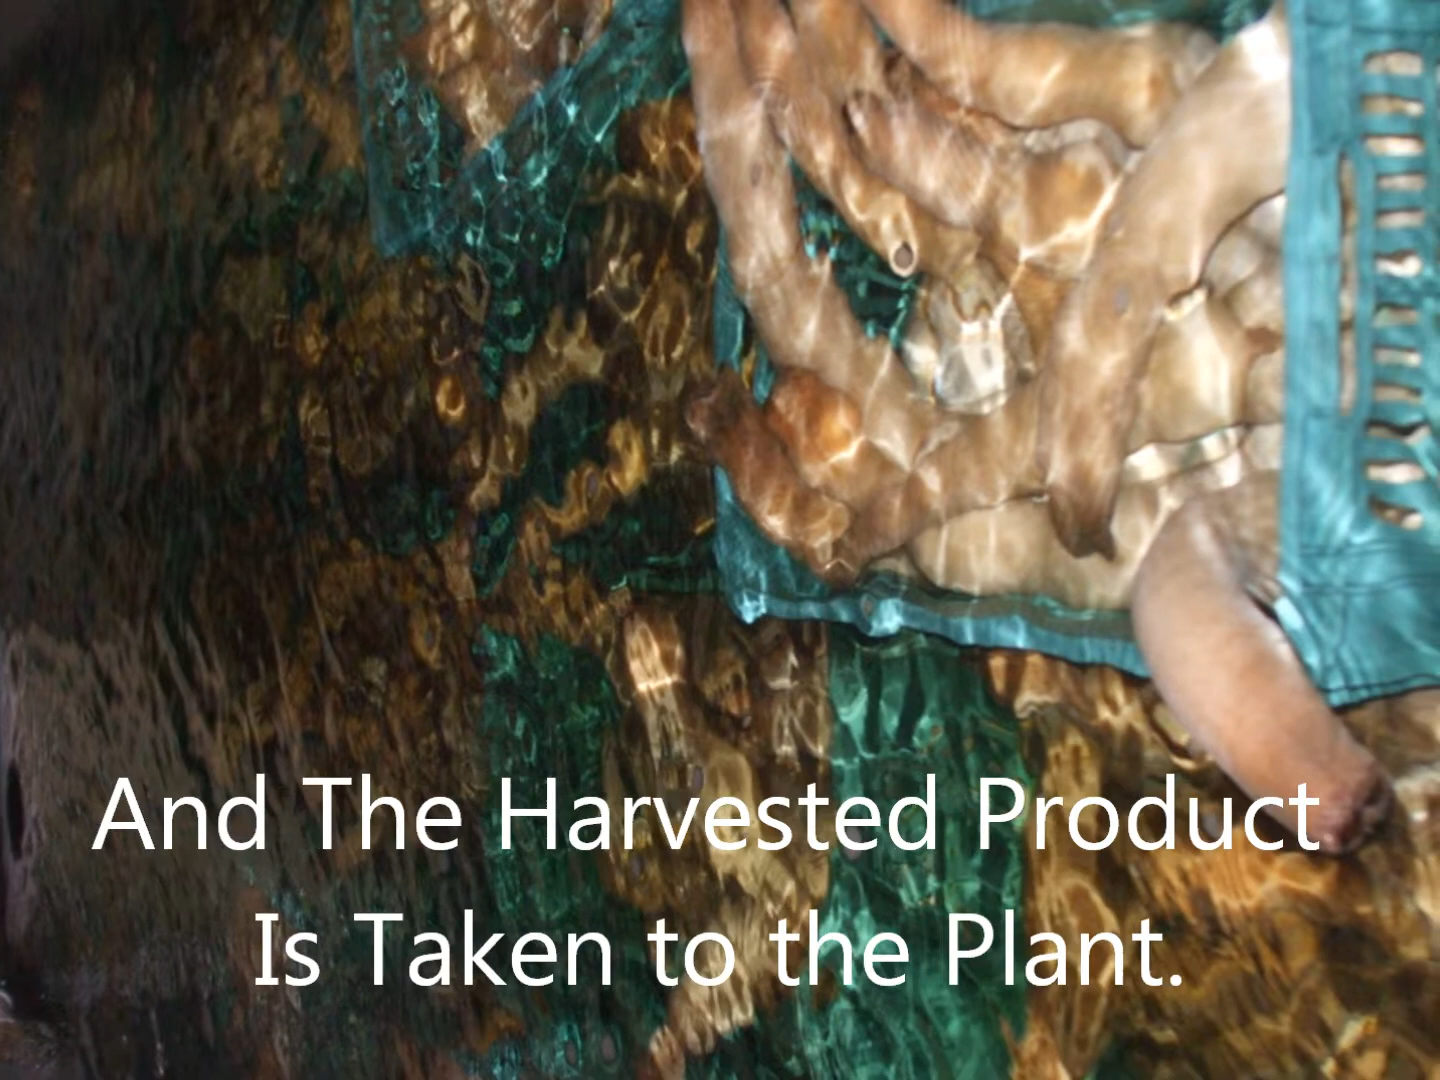 And The Harvested Product
Is Taken to the Plant.